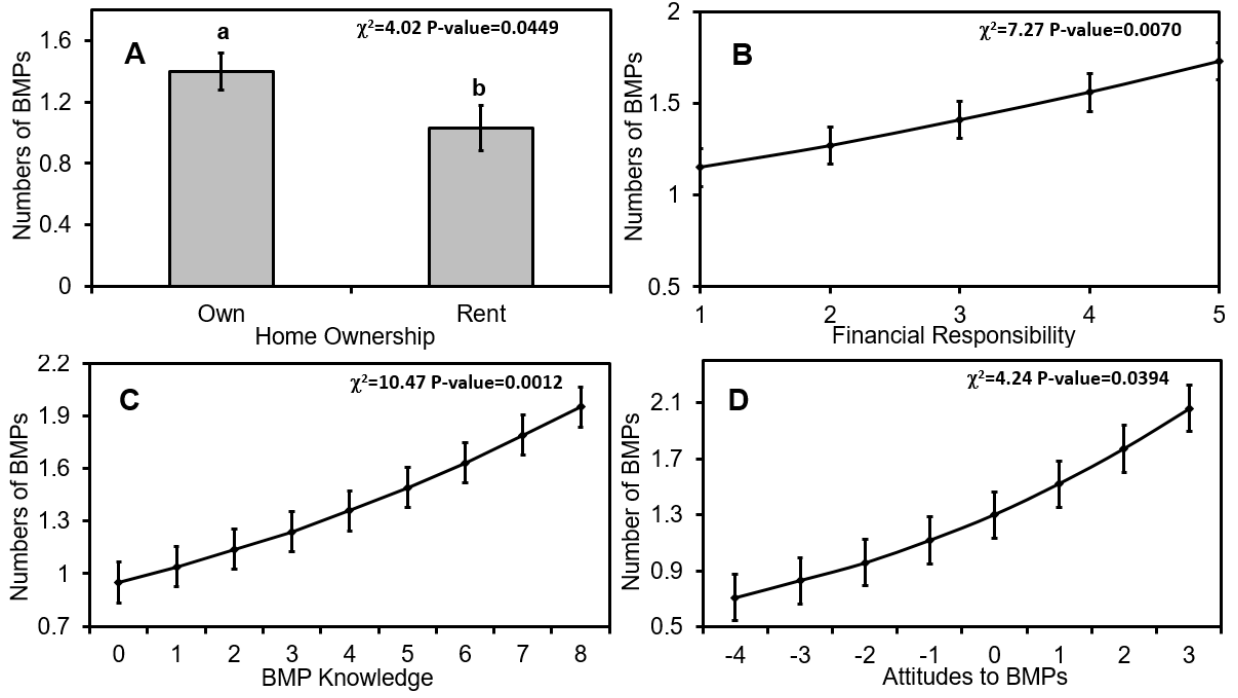 A
χ²=4.02 P-value=0.0449
Numbers of BMPs
1.6
1.2
0.8
0.4
0
a
b
Own
Rent
Home Ownership
B
χ²=7.27 P-value=0.0070
Numbers of BMPs
2
1.5
1
0.5
1 2 3 4 5
Financial Responsibility
C
χ²=10.47 P-value=0.0012
Numbers of BMPs
2.2
1.9
1.6
1.3
1
0.7
0 1 2 3 4 5 6 7 8
BMP Knowledge
D
χ²=4.24 P-value=0.0394
Number of BMPs
2.1
1.7
1.3
0.9
0.5
-4 -3 -2 -1 0 1 2 3
Attitudes to BMPs